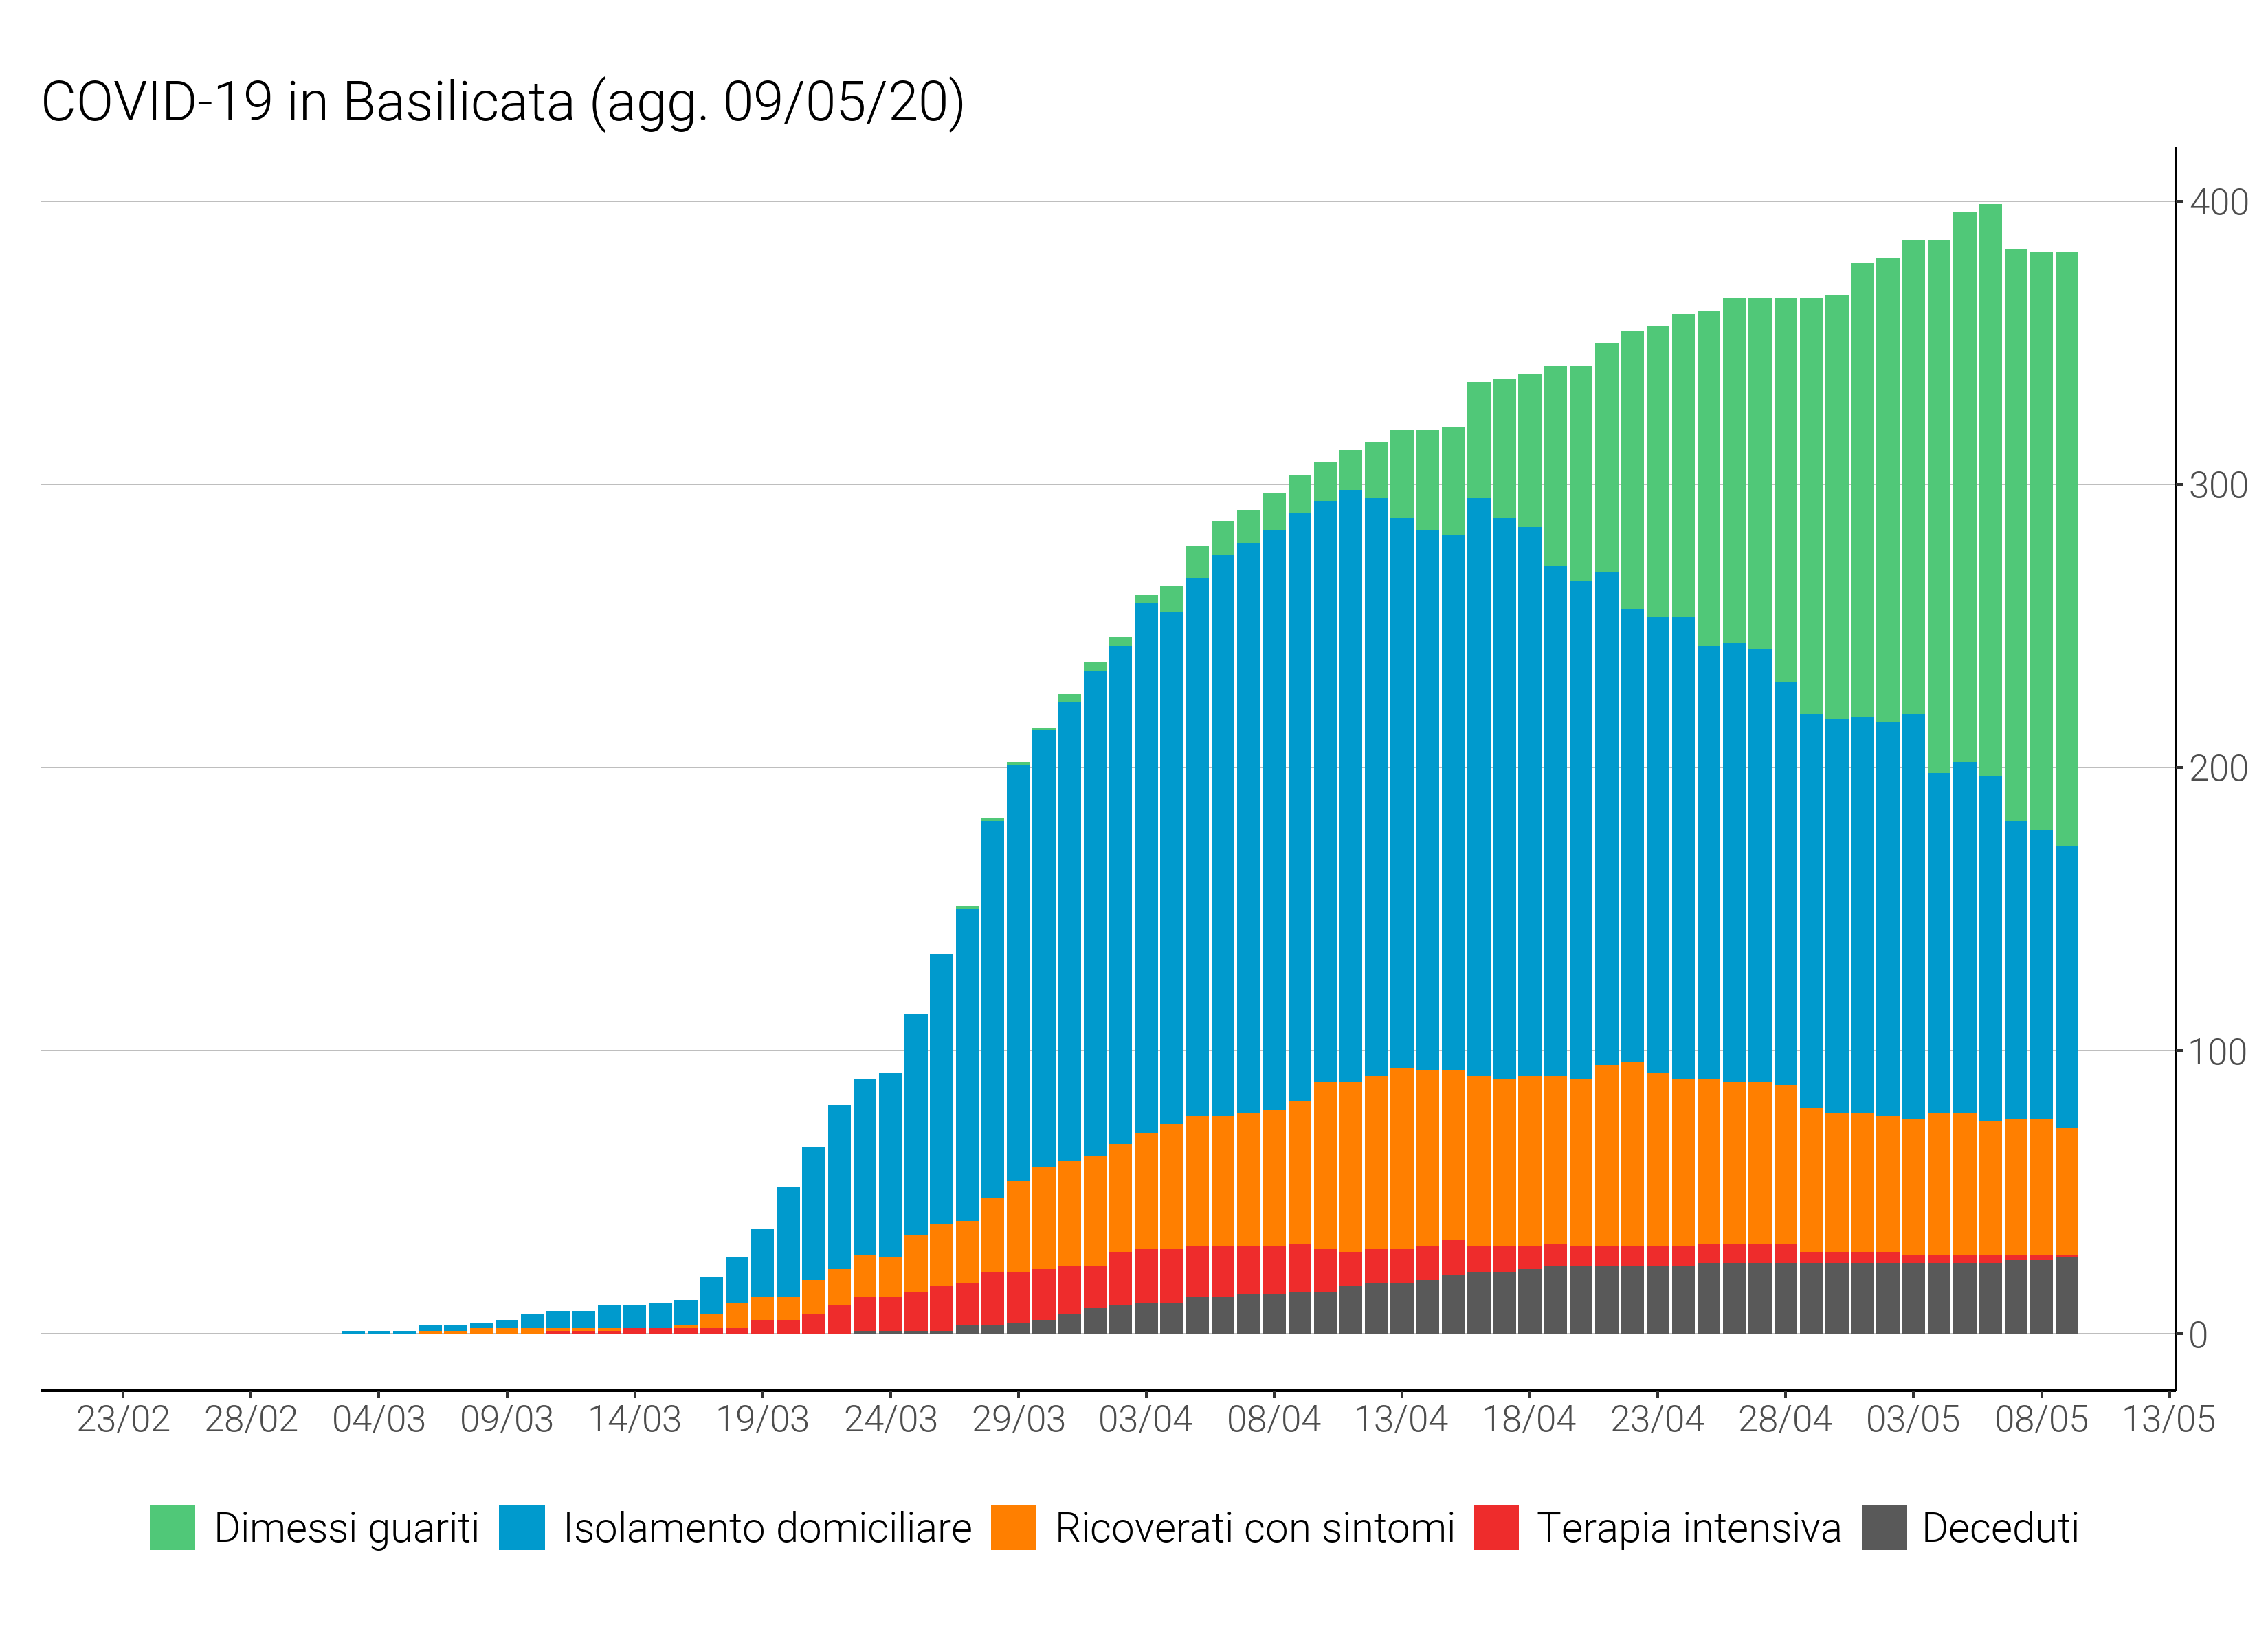 COVID-19 in Basilicata (agg. 09/05/20)
400
300
200
100
0
23/02 28/02 04/03 09/03 14/03 19/03 24/03 29/03 03/04 08/04 13/04 18/04 23/04 28/04 03/05 08/05 13/05
Dimessi guariti Isolamento domiciliare Ricoverati con sintomi Terapia intensiva Deceduti